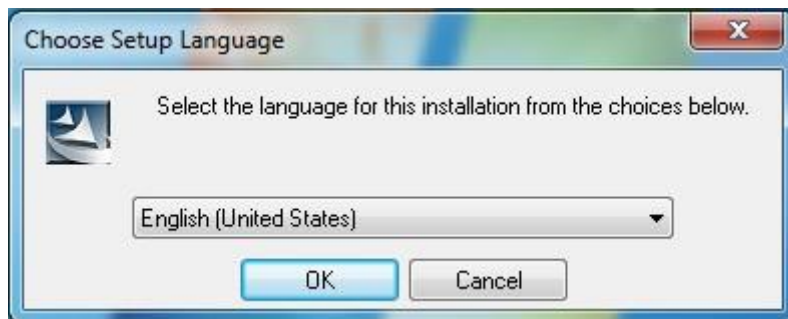 Choose Setup Language
Select the language for this installation from the choices below.
English (United States)
OK
Cancel